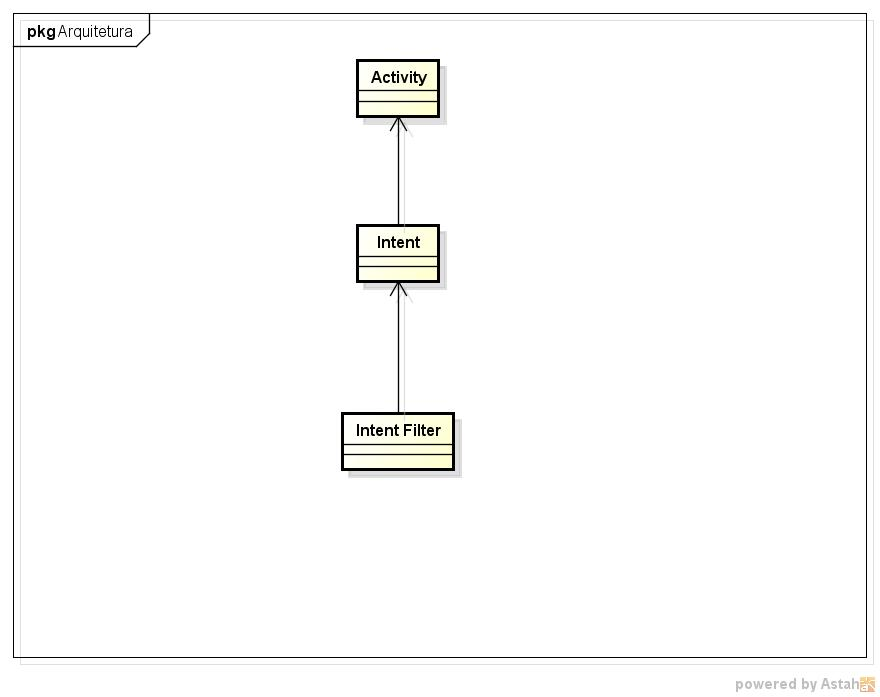 pkg Arquitetura
Activity
Intent
Intent Filter
powered by Astah